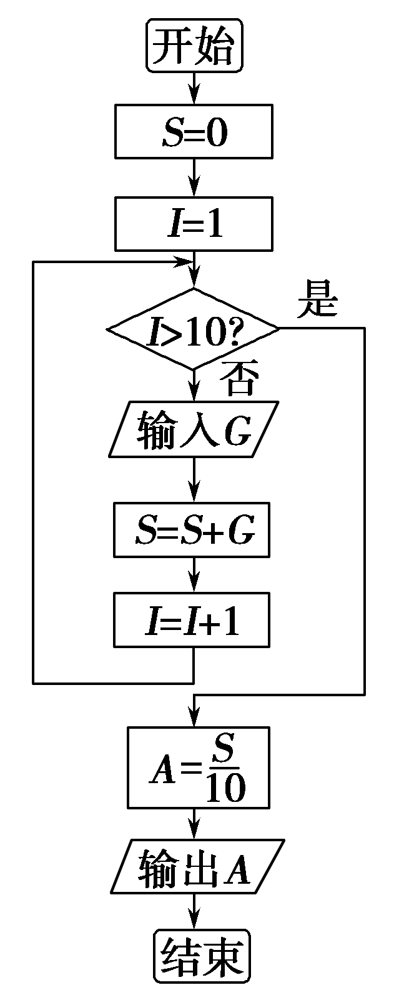 开始
S=0
I=1
是
I>10?
否
输入G
S=S+G
I=I+1
A=S/10
输出A
结束